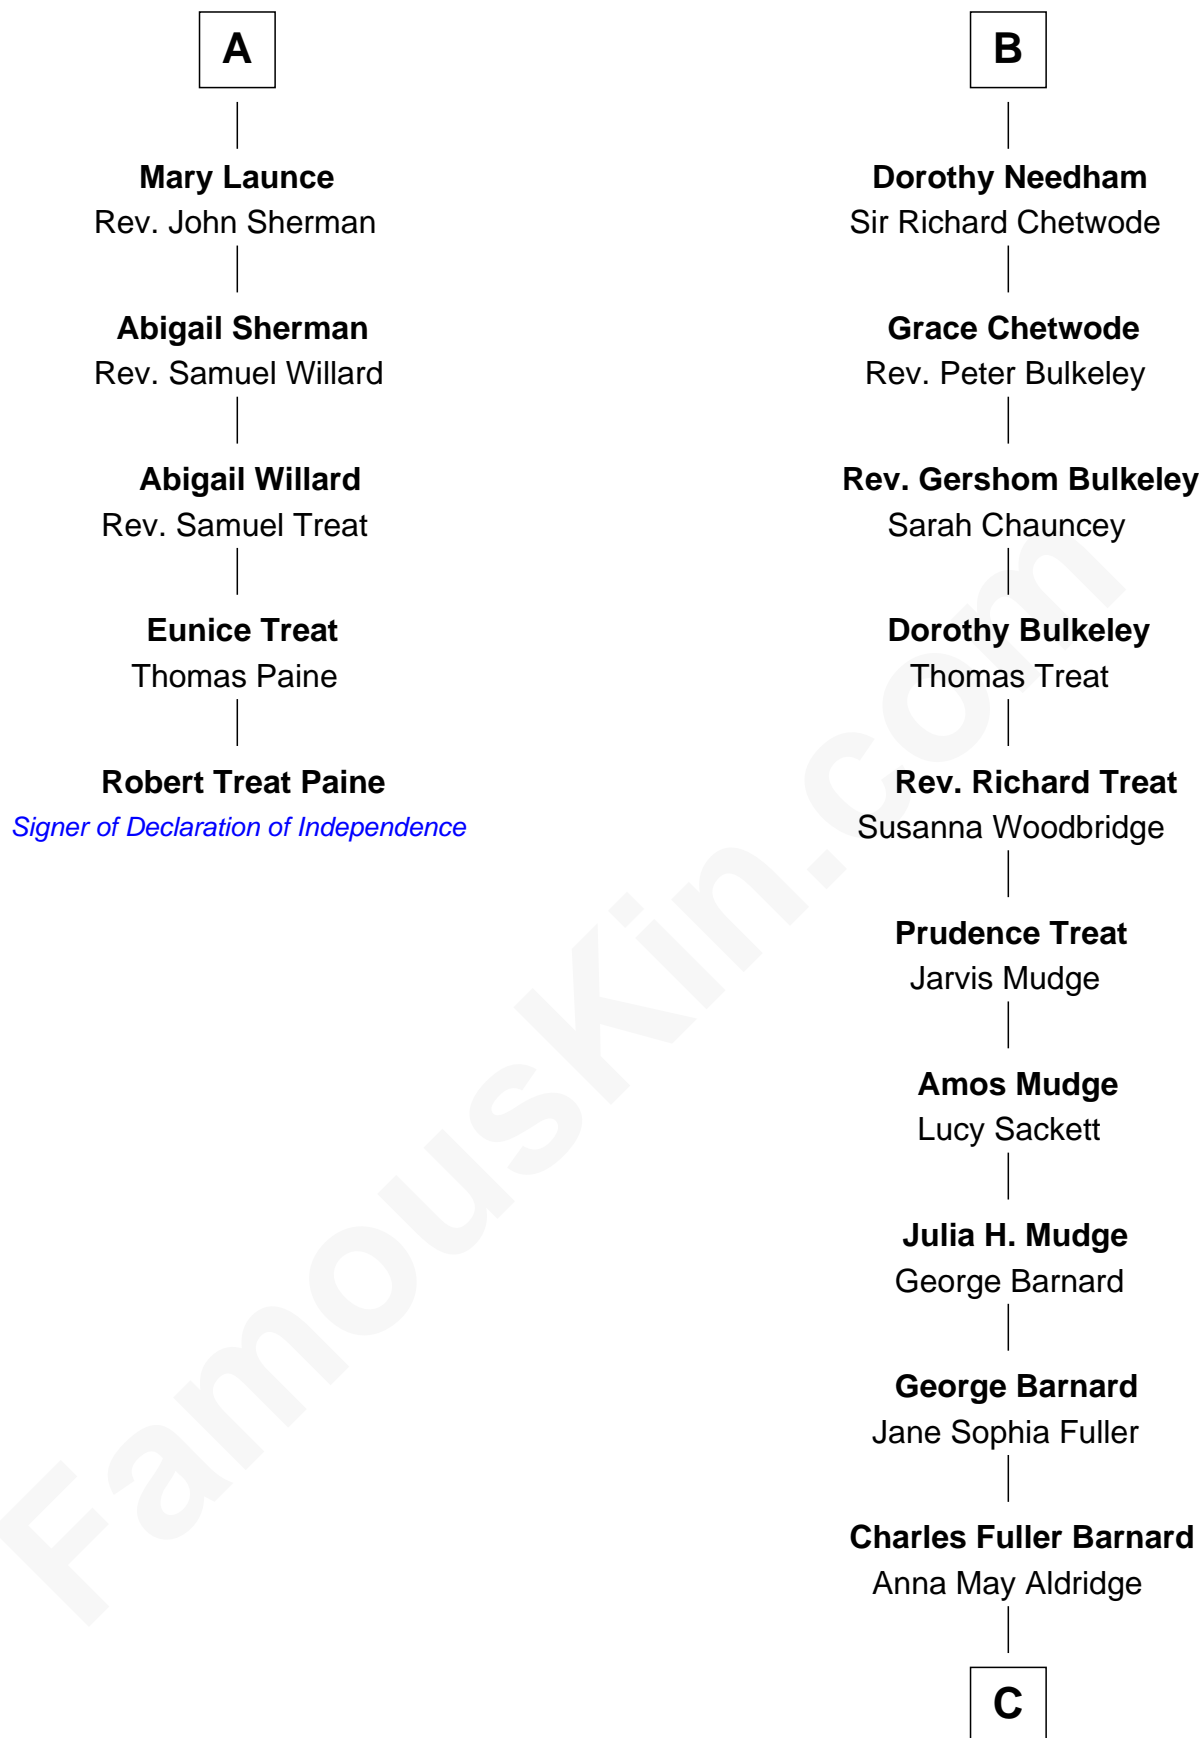 A
Mary Launce
Rev. John Sherman
Abigail Sherman
Rev. Samuel Willard
Abigail Willard
Rev. Samuel Treat
Eunice Treat
Thomas Paine
Robert Treat Paine
Signer of Declaration of Independence
B
Dorothy Needham
Sir Richard Chetwode
Grace Chetwode
Rev. Peter Bulkeley
Rev. Gershom Bulkeley
Sarah Chauncey
Dorothy Bulkeley
Thomas Treat
Rev. Richard Treat
Susanna Woodbridge
Prudence Treat
Jarvis Mudge
Amos Mudge
Lucy Sackett
Julia H. Mudge
George Barnard
George Barnard
Jane Sophia Fuller
Charles Fuller Barnard
Anna May Aldridge
C
FamousKin.com